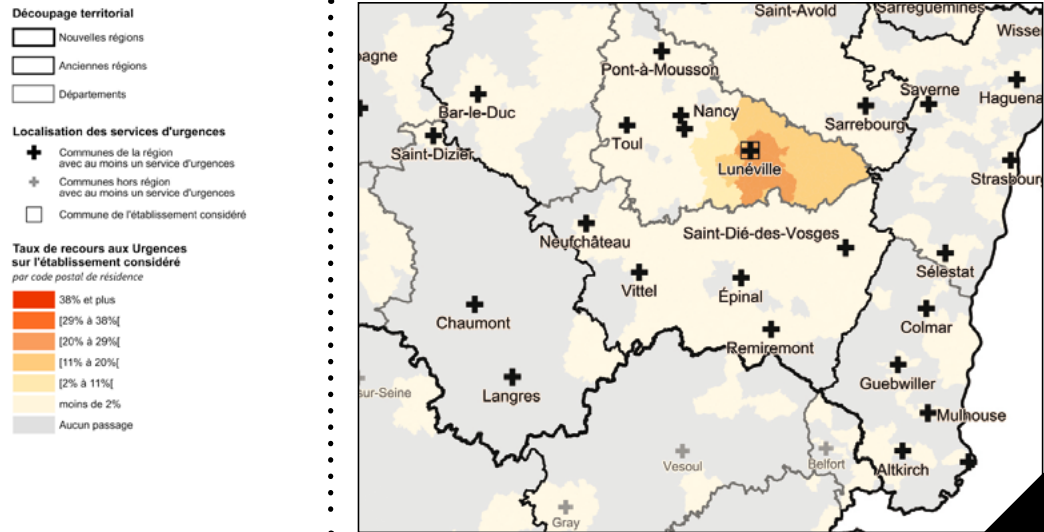 Découpage territorial
Nouvelles régions
Anciennes régions
Départements
Localisation des services d'urgences
Communes de la région
avec au moins un service d'urgences
Communes hors région
avec au moins un service d'urgences
Commune de l'établissement considéré
Taux de recours aux Urgences
sur l'établissement considéré
par code postal de résidence
38% et plus
[29% à 38%[
[20% à 29%[
[11% à 20%[
[2% à 11%[
moins de 2%
Aucun passage
Saint-Avold
Sarreguemines
Wisse
pagne
Pont-à-Mousson
Bar-le-Duc
Nancy
Saverne
Haguena
Sarrebourg
Toul
Saint-Dizier
Lunéville
Strasbourg
Neufchâteau
Saint-Dié-des-Vosges
Sélestat
Vittel
Épinal
Chaumont
Colmar
Remiremont
Guebwiller
sur-Seine
Langres
Mulhouse
Vesoul
Belfort
Altkirch
Gray